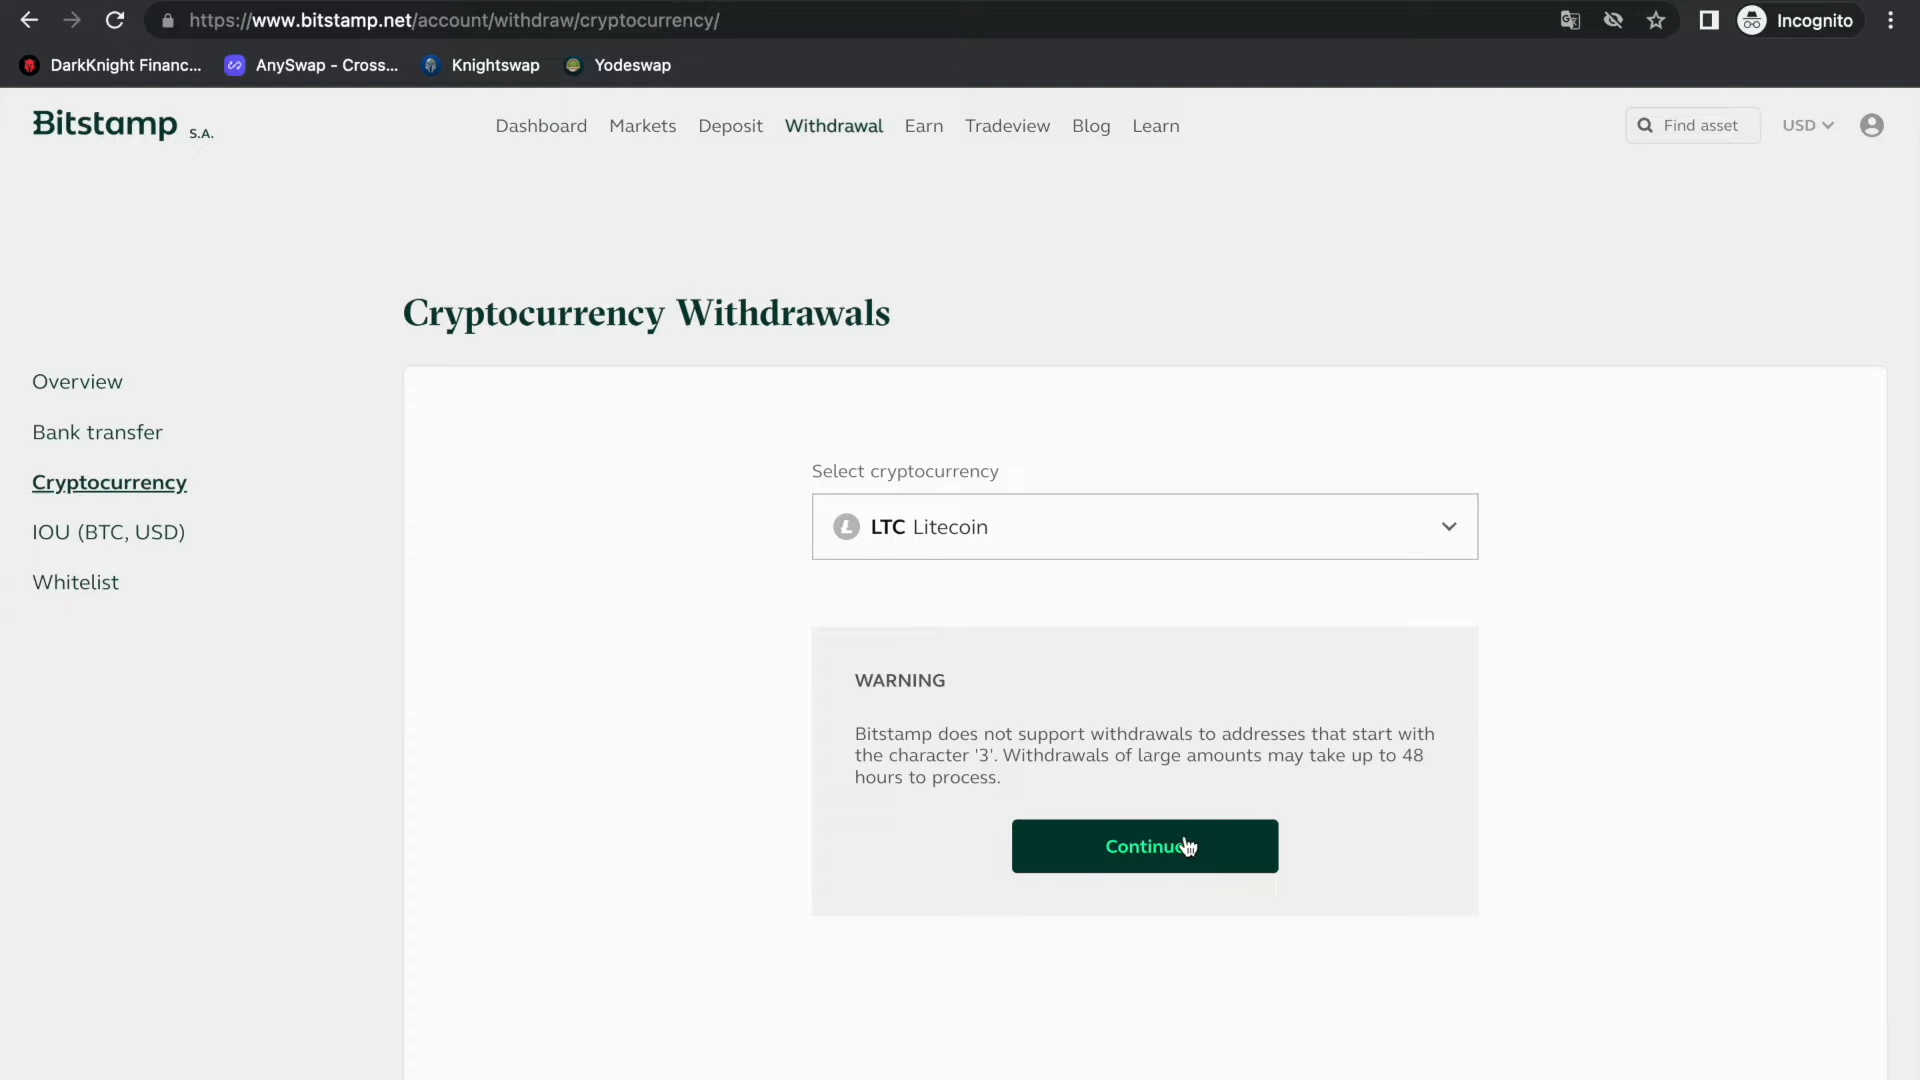 https://www.bitstamp.net/account/withdraw/cryptocurrency/
Incognito
DarkKnight Financ...
AnySwap - Cross...
Knightswap
Yodeswap
Bitstamp S.A.
Dashboard
Markets
Deposit
Withdrawal
Earn
Tradeview
Blog
Learn
Find asset
USD
Cryptocurrency Withdrawals
Overview
Bank transfer
Cryptocurrency
IOU (BTC, USD)
Whitelist
Select cryptocurrency
LTC Litecoin
WARNING
Bitstamp does not support withdrawals to addresses that start with
the character '3'. Withdrawals of large amounts may take up to 48
hours to process.
Continue